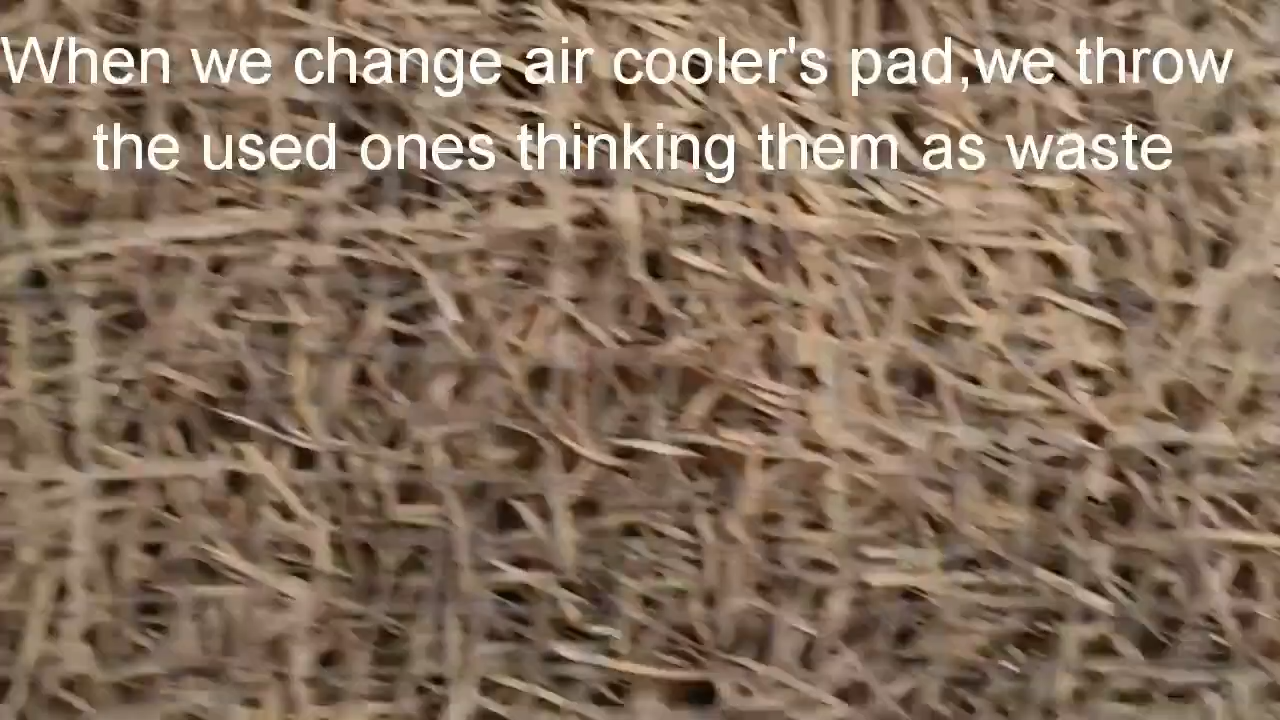 When we change air cooler's pad,we throw
the used ones thinking them as waste